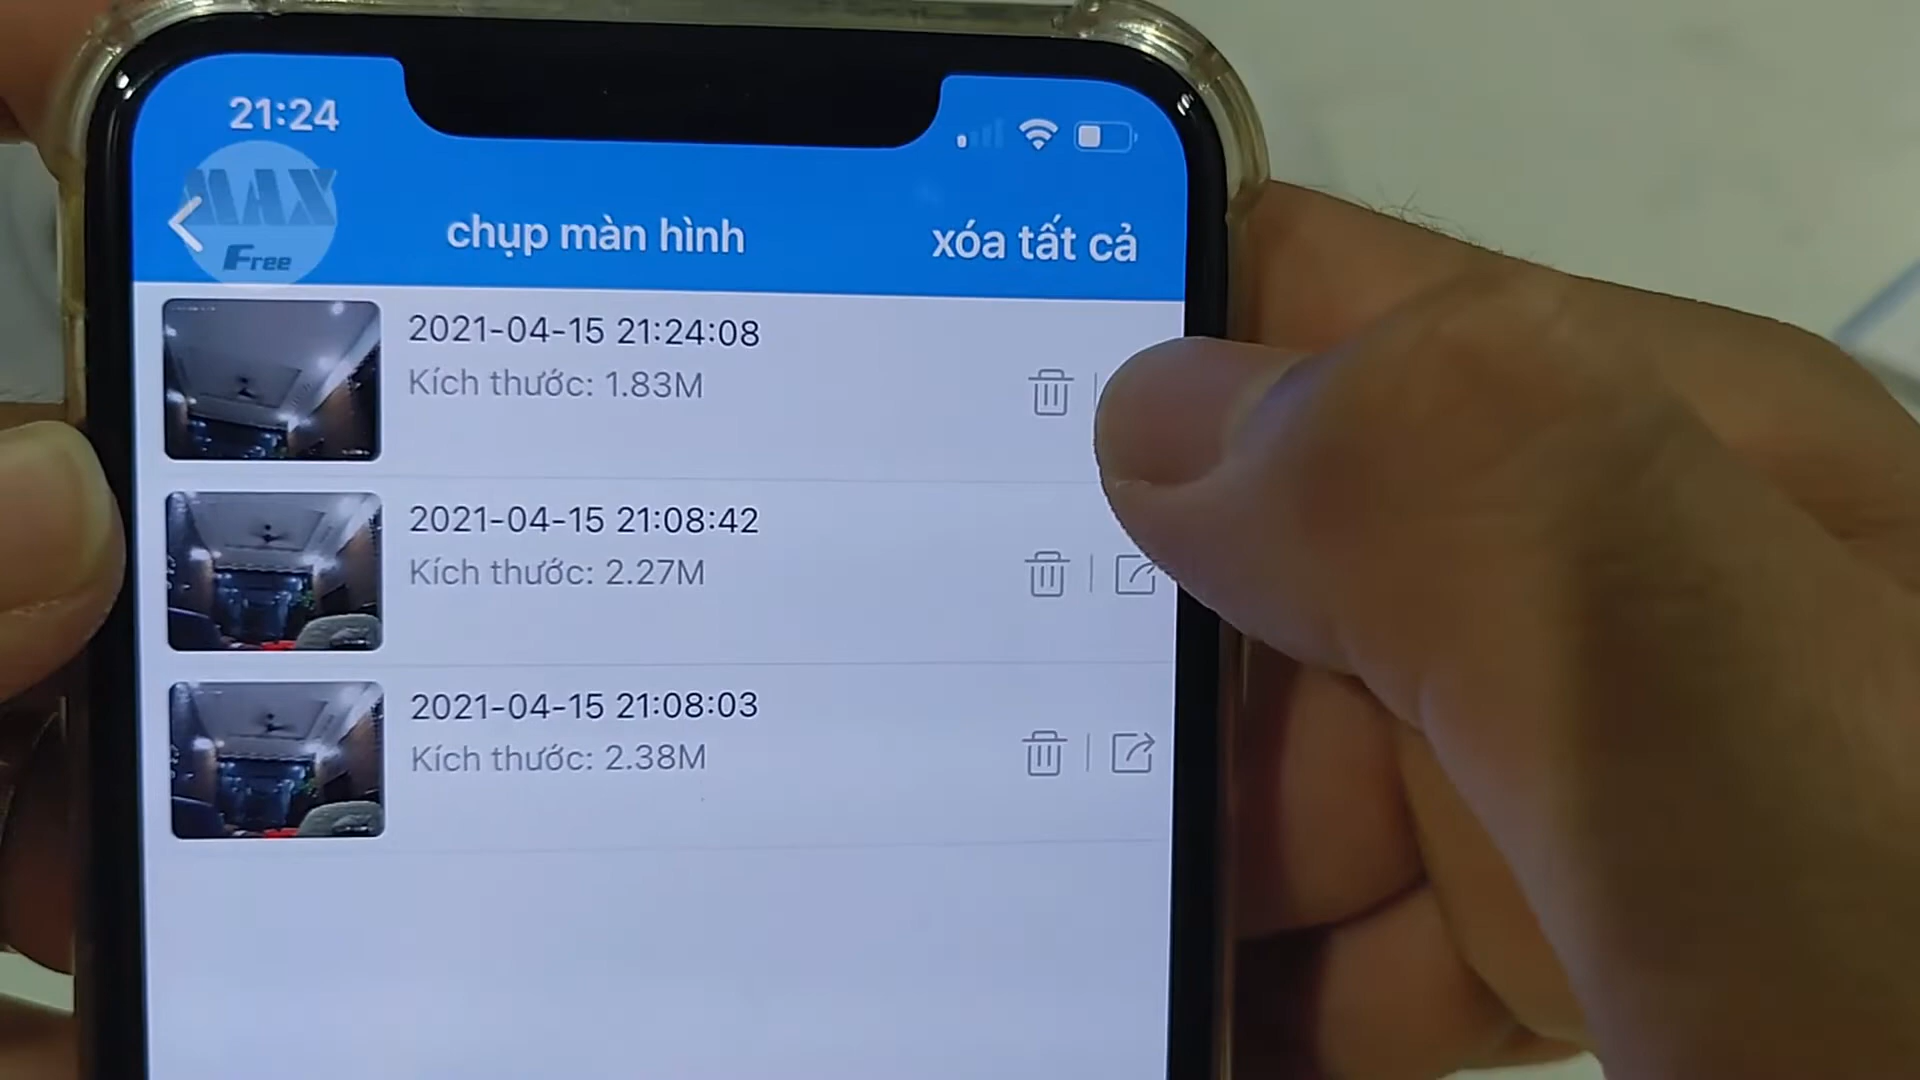 21:24
MAX
Free
chụp màn hình
xóa tất cả
2021-04-15 21:24:08
Kích thước: 1.83M
2021-04-15 21:08:42
Kích thước: 2.27M
2021-04-15 21:08:03
Kích thước: 2.38M